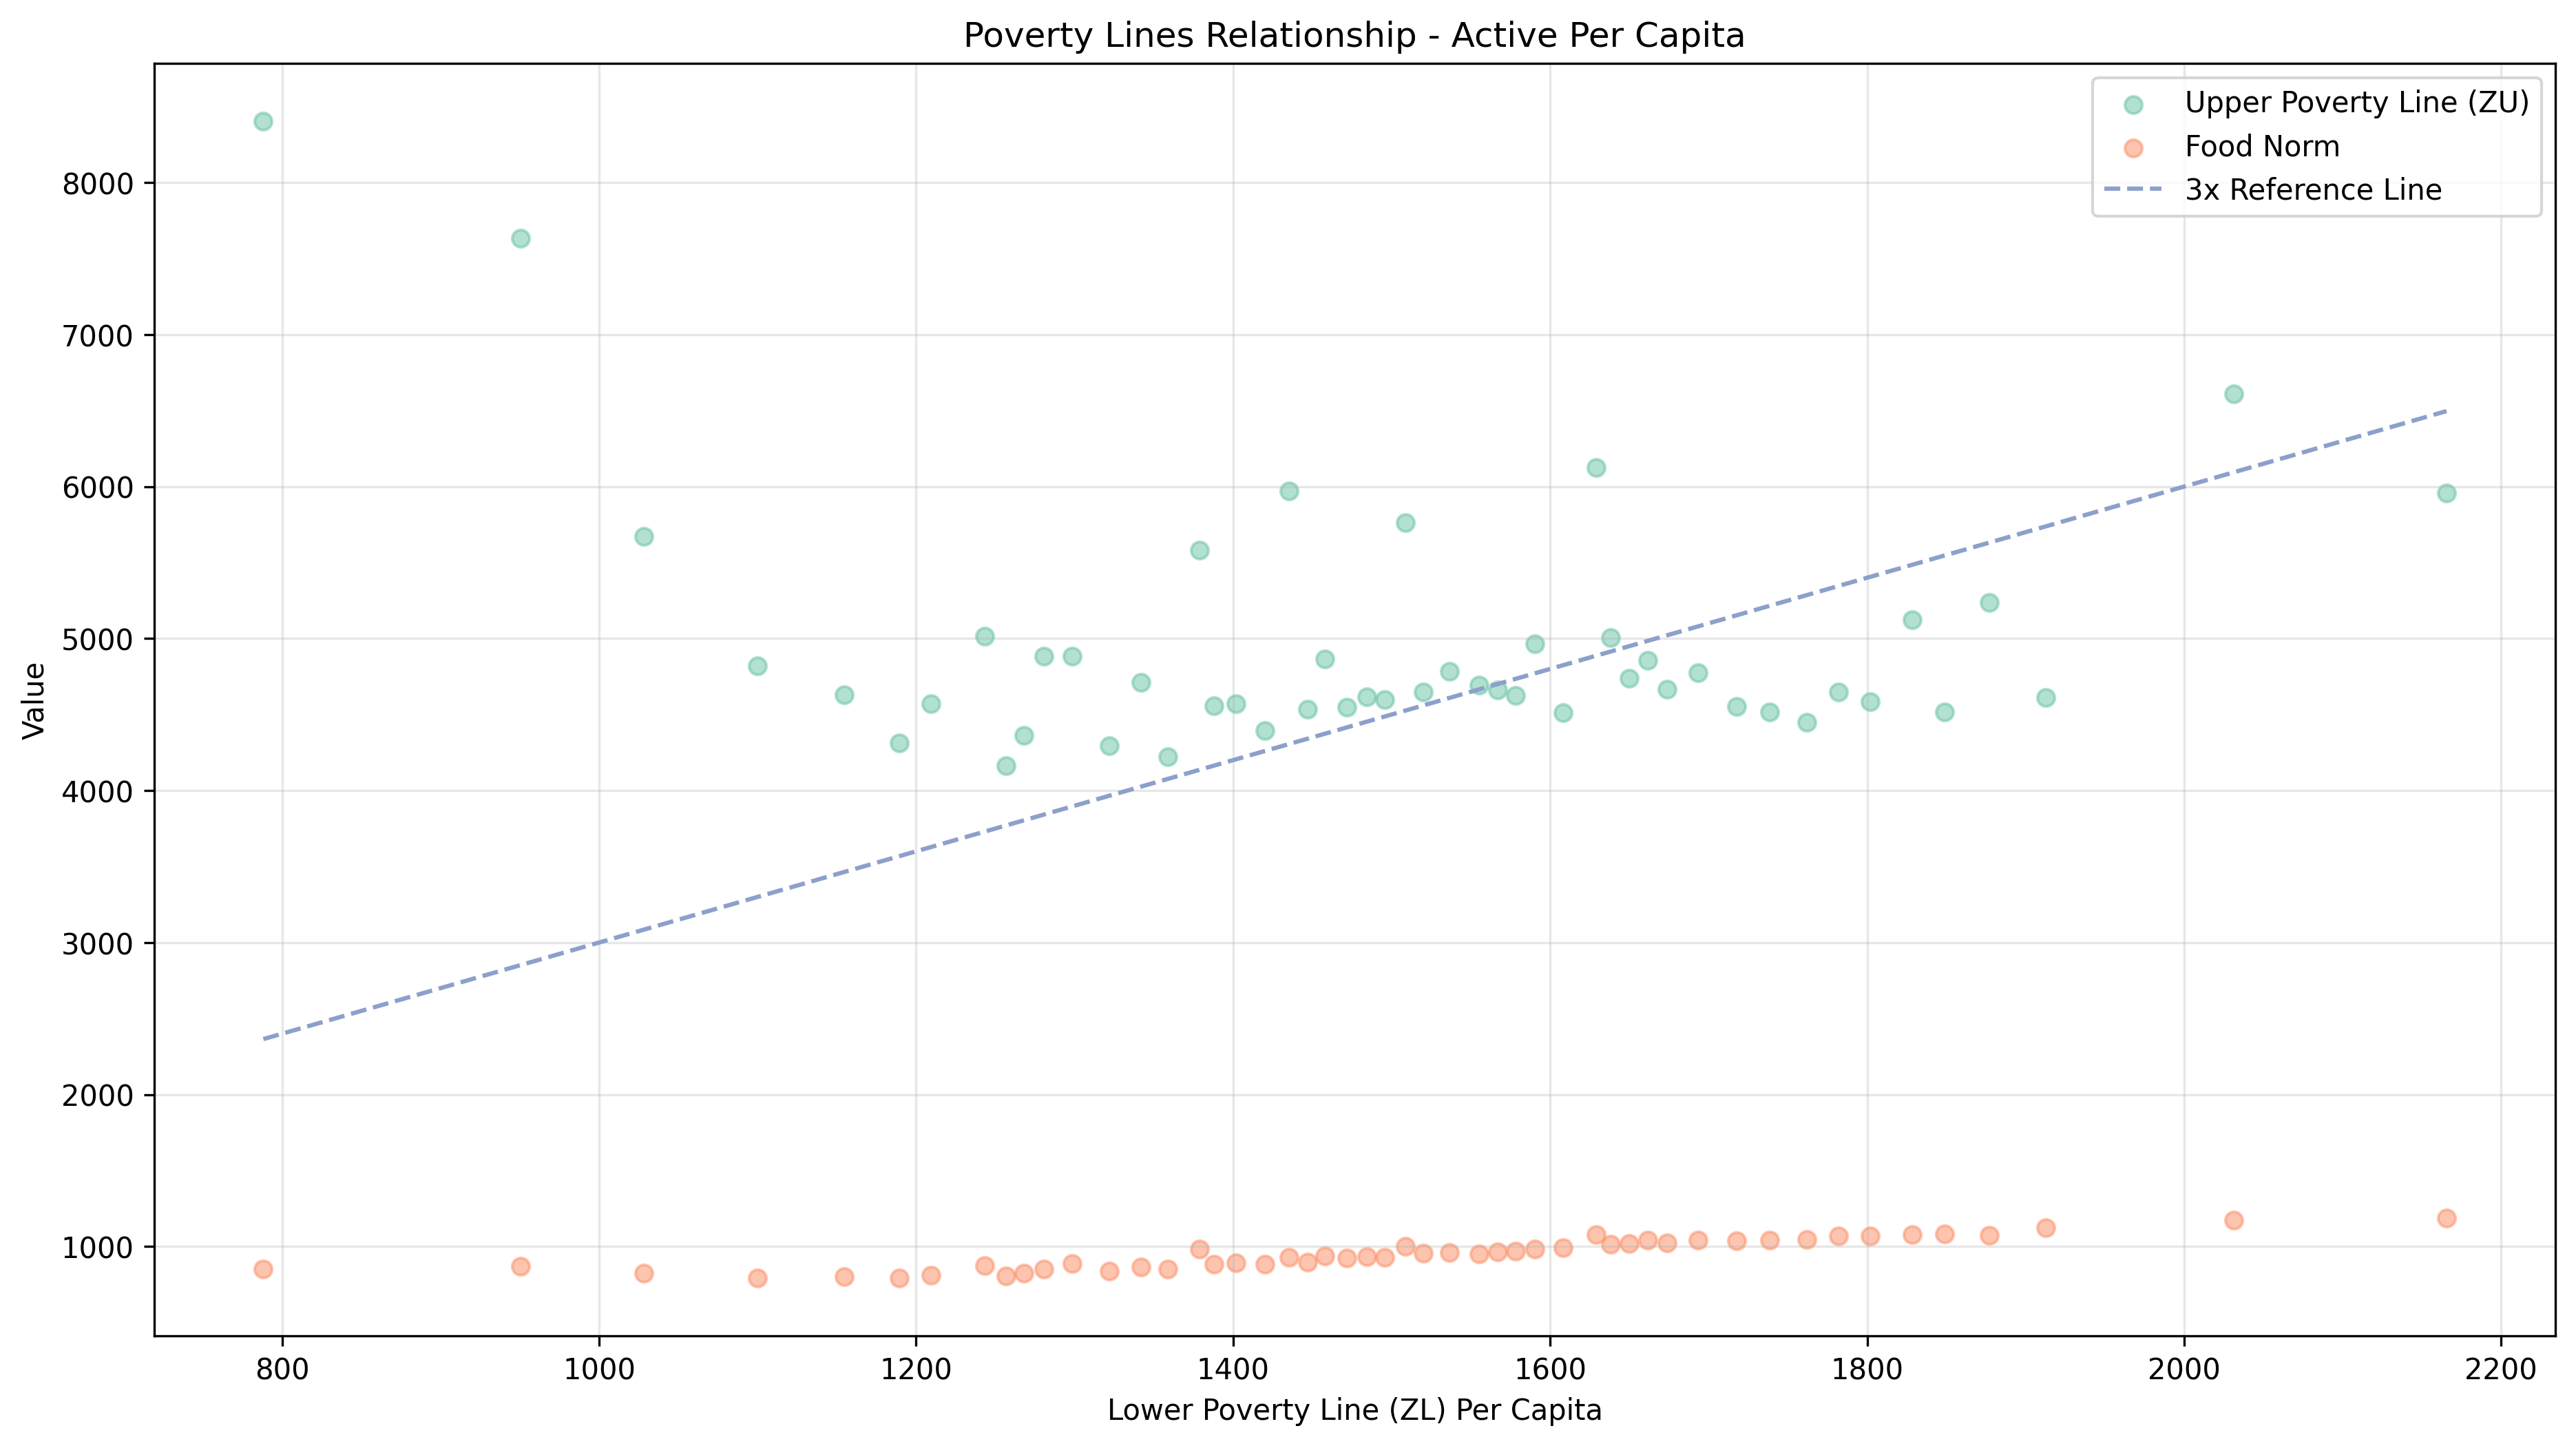 Poverty Lines Relationship - Active Per Capita
Upper Poverty Line (ZU)
Food Norm
3x Reference Line
Value
8000
7000
6000
5000
4000
3000
2000
1000
800 1000 1200 1400 1600 1800 2000 2200
Lower Poverty Line (ZL) Per Capita